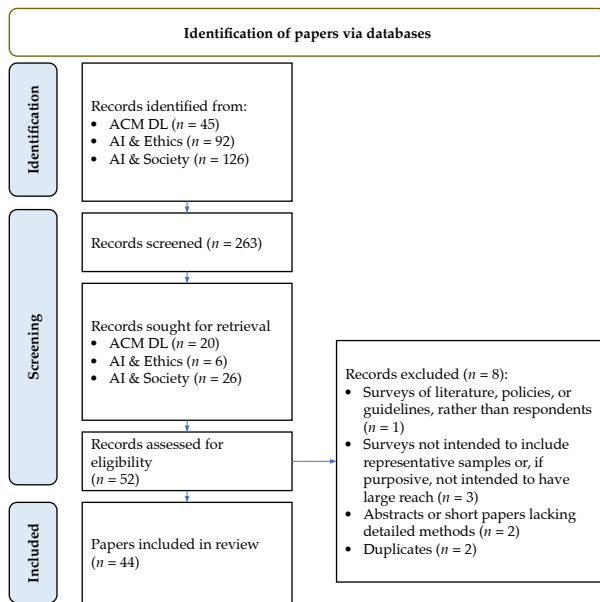 Identification of papers via databases
Identification
Records identified from:
• ACM DL (n = 45)
• AI & Ethics (n = 92)
• AI & Society (n = 126)
Screening
Records screened (n = 263)
Records sought for retrieval
• ACM DL (n = 20)
• AI & Ethics (n = 6)
• AI & Society (n = 26)
Records assessed for
eligibility
(n = 52)
Records excluded (n = 8):
• Surveys of literature, policies, or
guidelines, rather than respondents
(n = 1)
• Surveys not intended to include
representative samples or, if
purposive, not intended to have
large reach (n = 3)
• Abstracts or short papers lacking
detailed methods (n = 2)
• Duplicates (n = 2)
Included
Papers included in review
(n = 44)